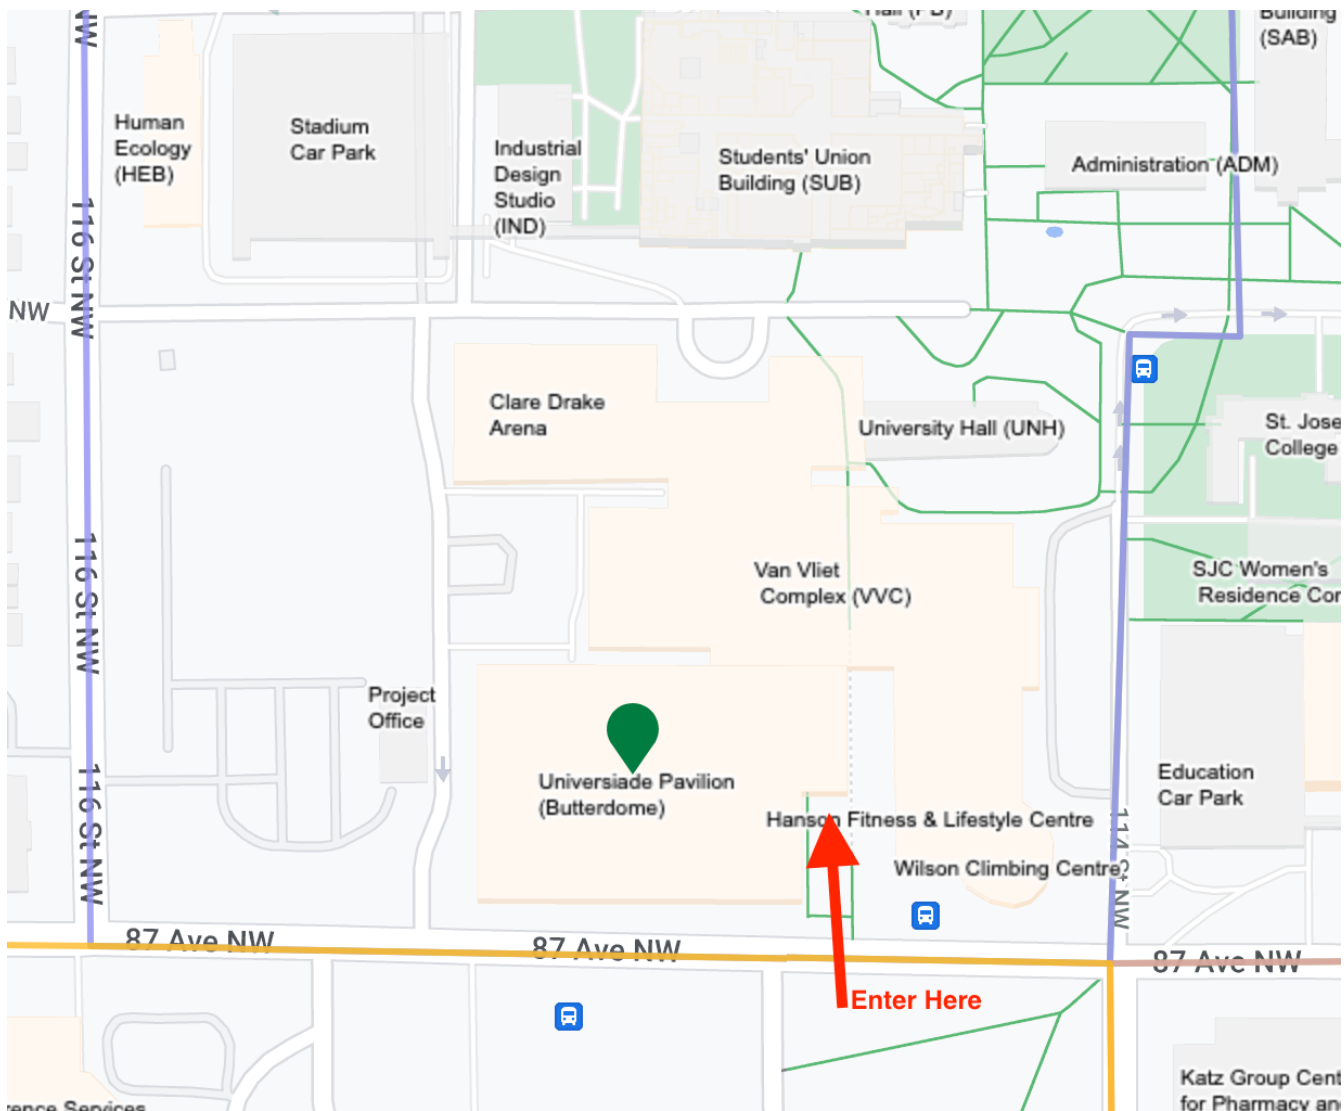 NW
Hall (PB)
Building
(SAB)
Human
Ecology
(HEB)
Stadium
Car Park
Industrial
Design
Studio
(IND)
Students' Union
Building (SUB)
Administration (ADM)
116 St NW
NW
Clare Drake
Arena
University Hall (UNH)
St. Jose
College
116 St NW
Van Vliet
Complex (VVC)
SJC Women's
Residence Cor
Project
Office
Universiade Pavilion
(Butterdome)
116 St NW
Hanson Fitness & Lifestyle Centre
Education
Car Park
Wilson Climbing Centre
114 St NW
87 Ave NW
87 Ave NW
87 Ave NW
Enter Here
Katz Group Cent
for Pharmacy an
rence Services